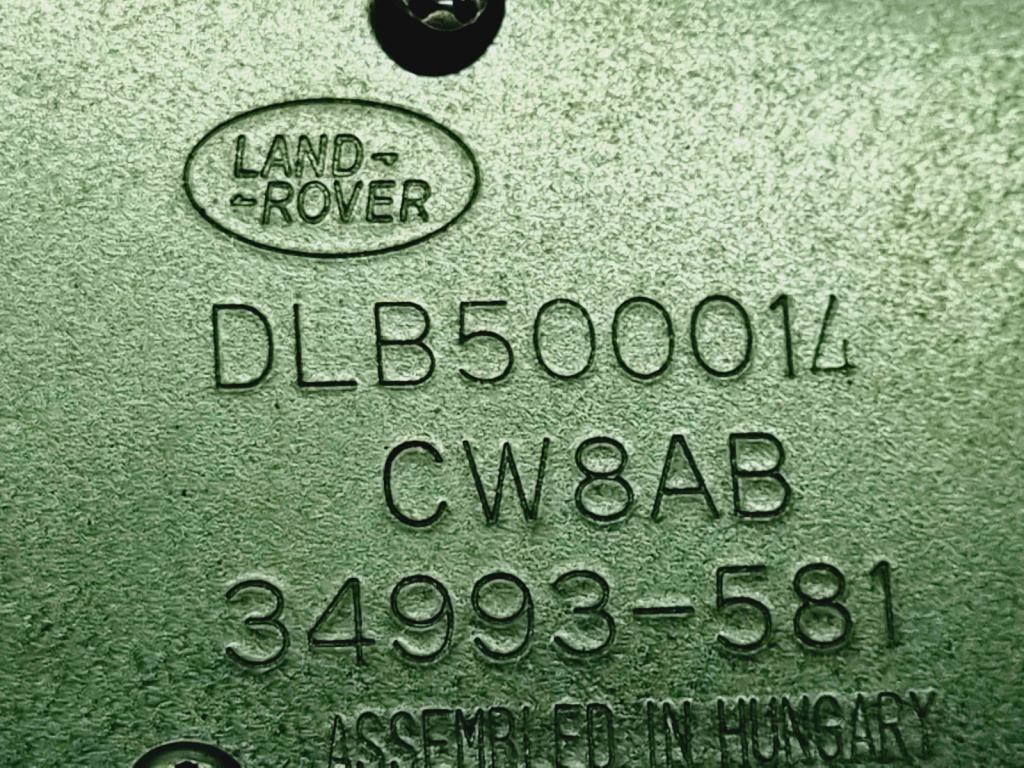 LAND-
-ROVER
DLB500014
CW8AB
34993-581
ASSEMBLED IN HUNGARY